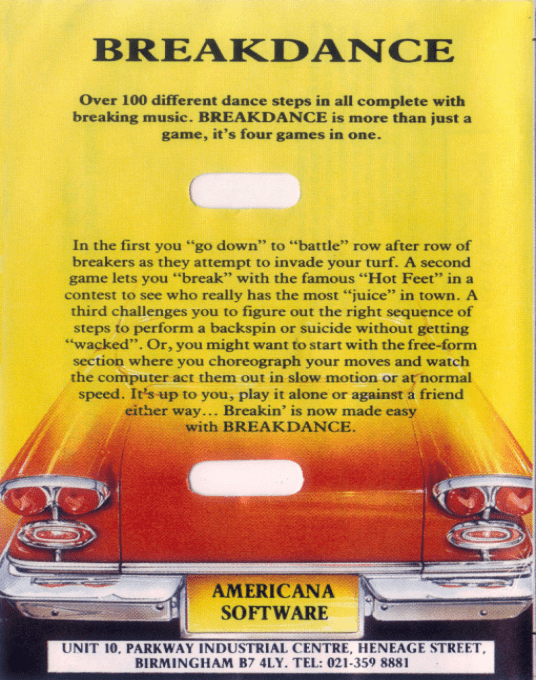 BREAKDANCE
Over 100 different dance steps in all complete with
breaking music. BREAKDANCE is more than just a
game, it's four games in one.
In the first you "go down" to "battle" row after row of
breakers as they attempt to invade your turf. A second
game lets you "break" with the famous "Hot Feet" in a
contest to see who really has the most "juice" in town. A
third challenges you to figure out the right sequence of
steps to perform a backspin or suicide without getting
"wacked". Or, you might want to start with the free-form
section where you choreograph your moves and watch
the computer act them out in slow motion or at normal
speed. It's up to you, play it alone or against a friend
either way... Breakin' is now made easy
with BREAKDANCE.
AMERICANA
SOFTWARE
UNIT 10, PARKWAY INDUSTRIAL CENTRE, HENEAGE STREET,
BIRMINGHAM B7 4LY. TEL: 021-359 8881